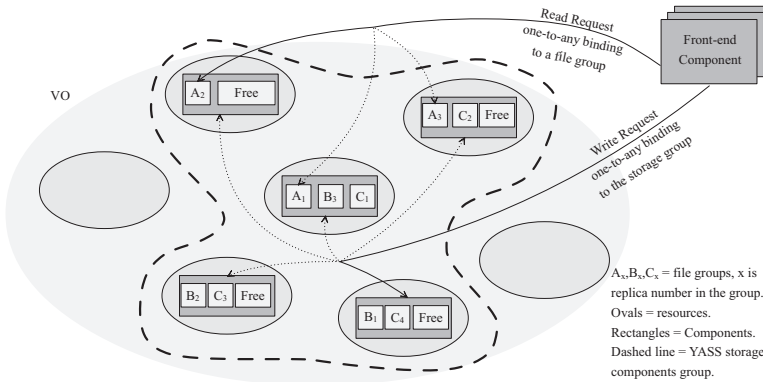 Read Request
one-to-any binding
to a file group
Front-end
Component
VO
A2
Free
A3
C2
Free
Write Request
one-to-any binding
to the storage group
A1
B3
C1
B2
C3
Free
B1
C4
Free
Ax,Bx,Cx = file groups, x is
replica number in the group.
Ovals = resources.
Rectangles = Components.
Dashed line = YASS storage
components group.